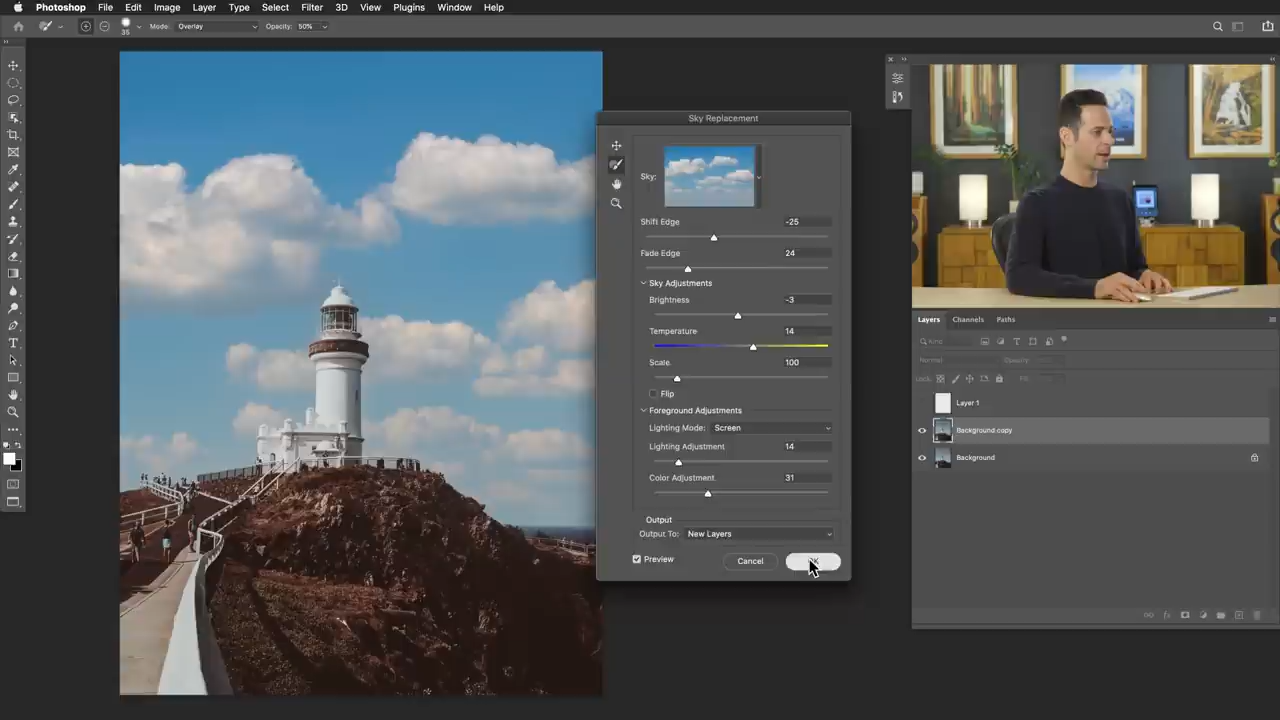 Photoshop File Edit Image Layer Type Select Filter 3D View Plugins Window Help
35 Mode: Overlay Opacity: 50%
Sky Replacement
Sky:
Shift Edge -25
Fade Edge 24
Sky Adjustments
Brightness -3
Temperature 14
Scale 100
Flip
Foreground Adjustments
Lighting Mode: Screen
Lighting Adjustment 14
Color Adjustment 31
Output
Output To: New Layers
Preview Cancel
Layers Channels Paths
Kind
Normal Opacity:
Lock: Fill:
Layer 1
Background copy
Background